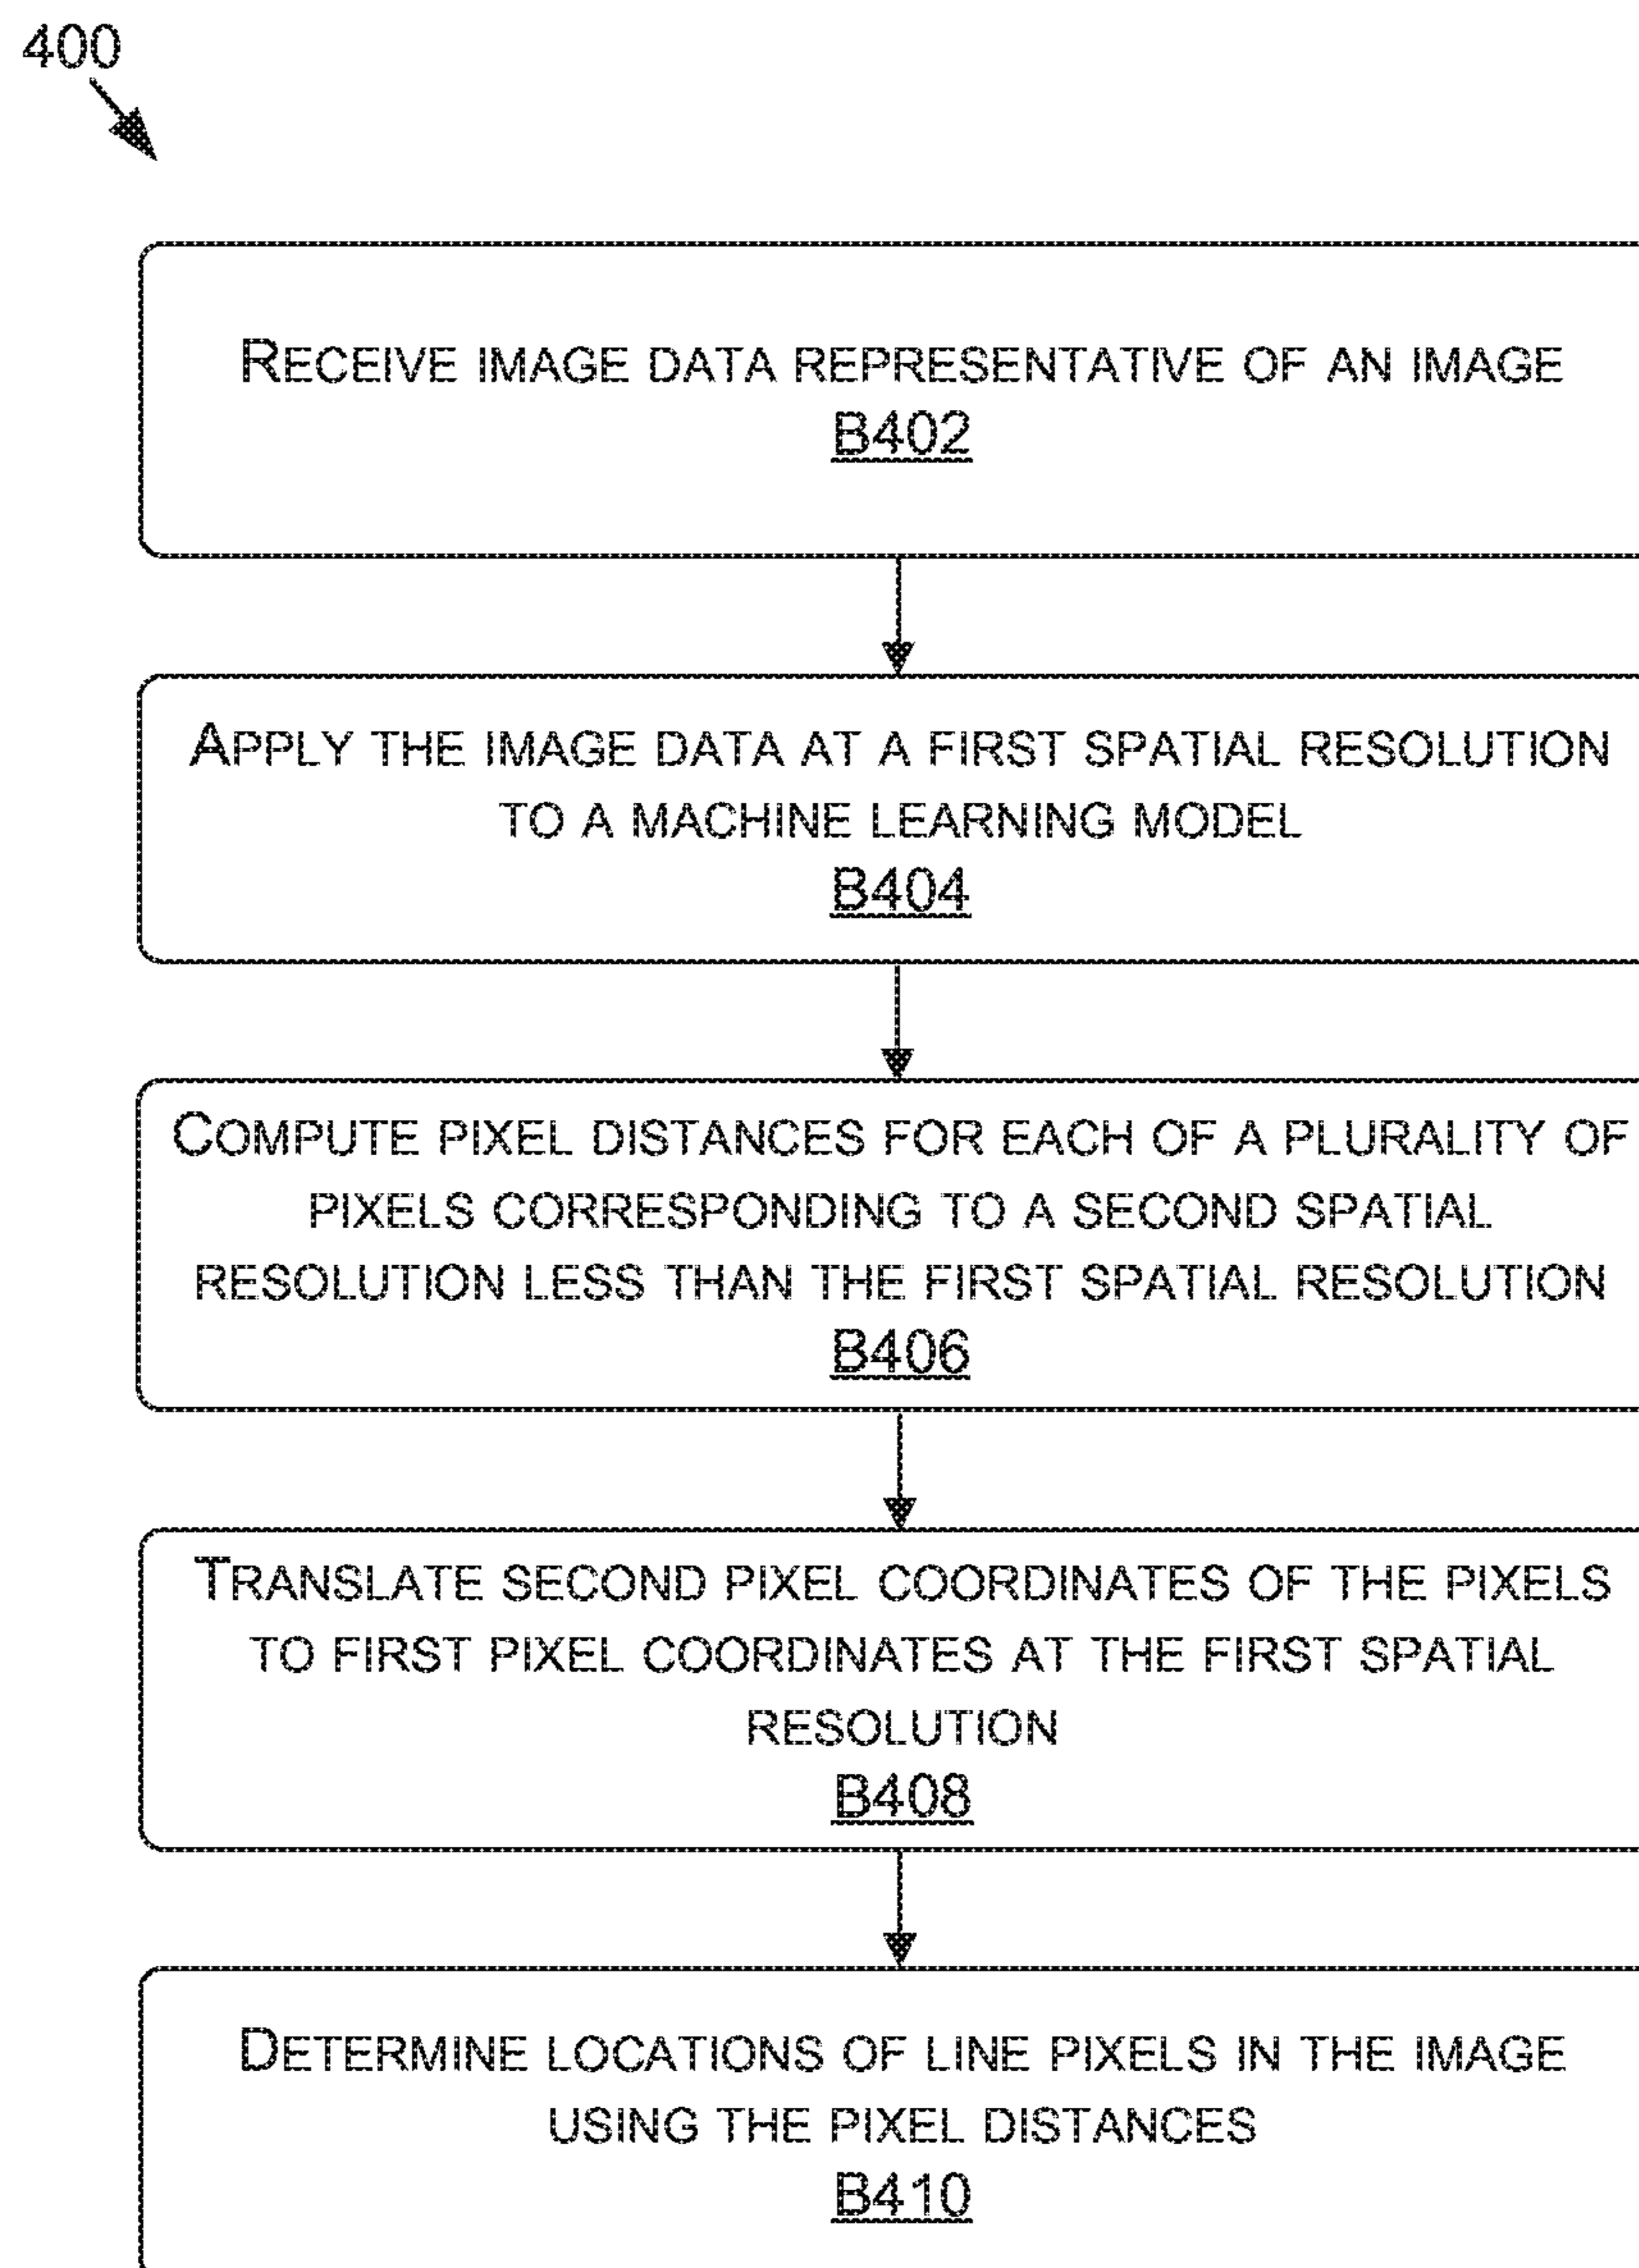 400
RECEIVE IMAGE DATA REPRESENTATIVE OF AN IMAGE
B402
APPLY THE IMAGE DATA AT A FIRST SPATIAL RESOLUTION
TO A MACHINE LEARNING MODEL
B404
COMPUTE PIXEL DISTANCES FOR EACH OF A PLURALITY OF
PIXELS CORRESPONDING TO A SECOND SPATIAL
RESOLUTION LESS THAN THE FIRST SPATIAL RESOLUTION
B406
TRANSLATE SECOND PIXEL COORDINATES OF THE PIXELS
TO FIRST PIXEL COORDINATES AT THE FIRST SPATIAL
RESOLUTION
B408
DETERMINE LOCATIONS OF LINE PIXELS IN THE IMAGE
USING THE PIXEL DISTANCES
B410